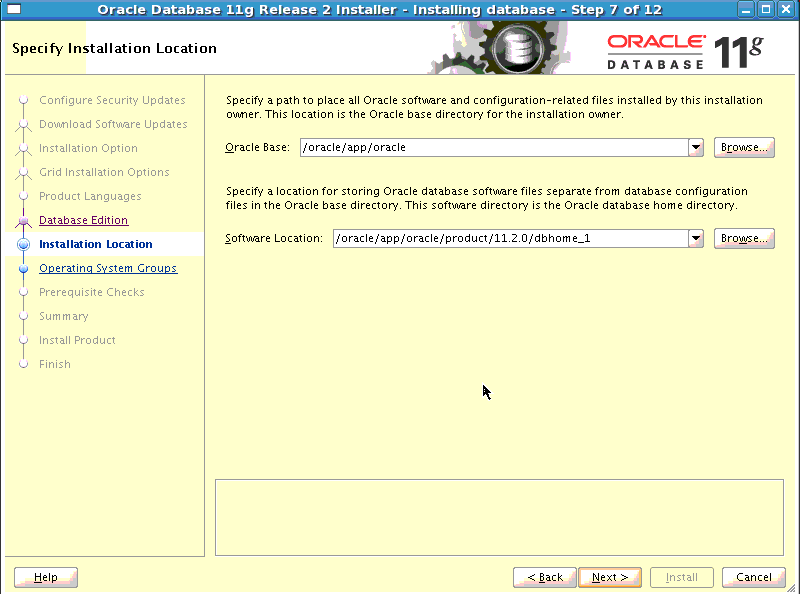 Oracle Database 11g Release 2 Installer - Installing database - Step 7 of 12
Specify Installation Location
ORACLE
DATABASE
11g
Configure Security Updates
Download Software Updates
Installation Option
Grid Installation Options
Product Languages
Database Edition
Installation Location
Operating System Groups
Prerequisite Checks
Summary
Install Product
Finish
Specify a path to place all Oracle software and configuration-related files installed by this installation
owner. This location is the Oracle base directory for the installation owner.
Oracle Base: /oracle/app/oracle Browse...
Specify a location for storing Oracle database software files separate from database configuration
files in the Oracle base directory. This software directory is the Oracle database home directory.
Software Location: /oracle/app/oracle/product/11.2.0/dbhome_1 Browse...
Help < Back Next > Install Cancel